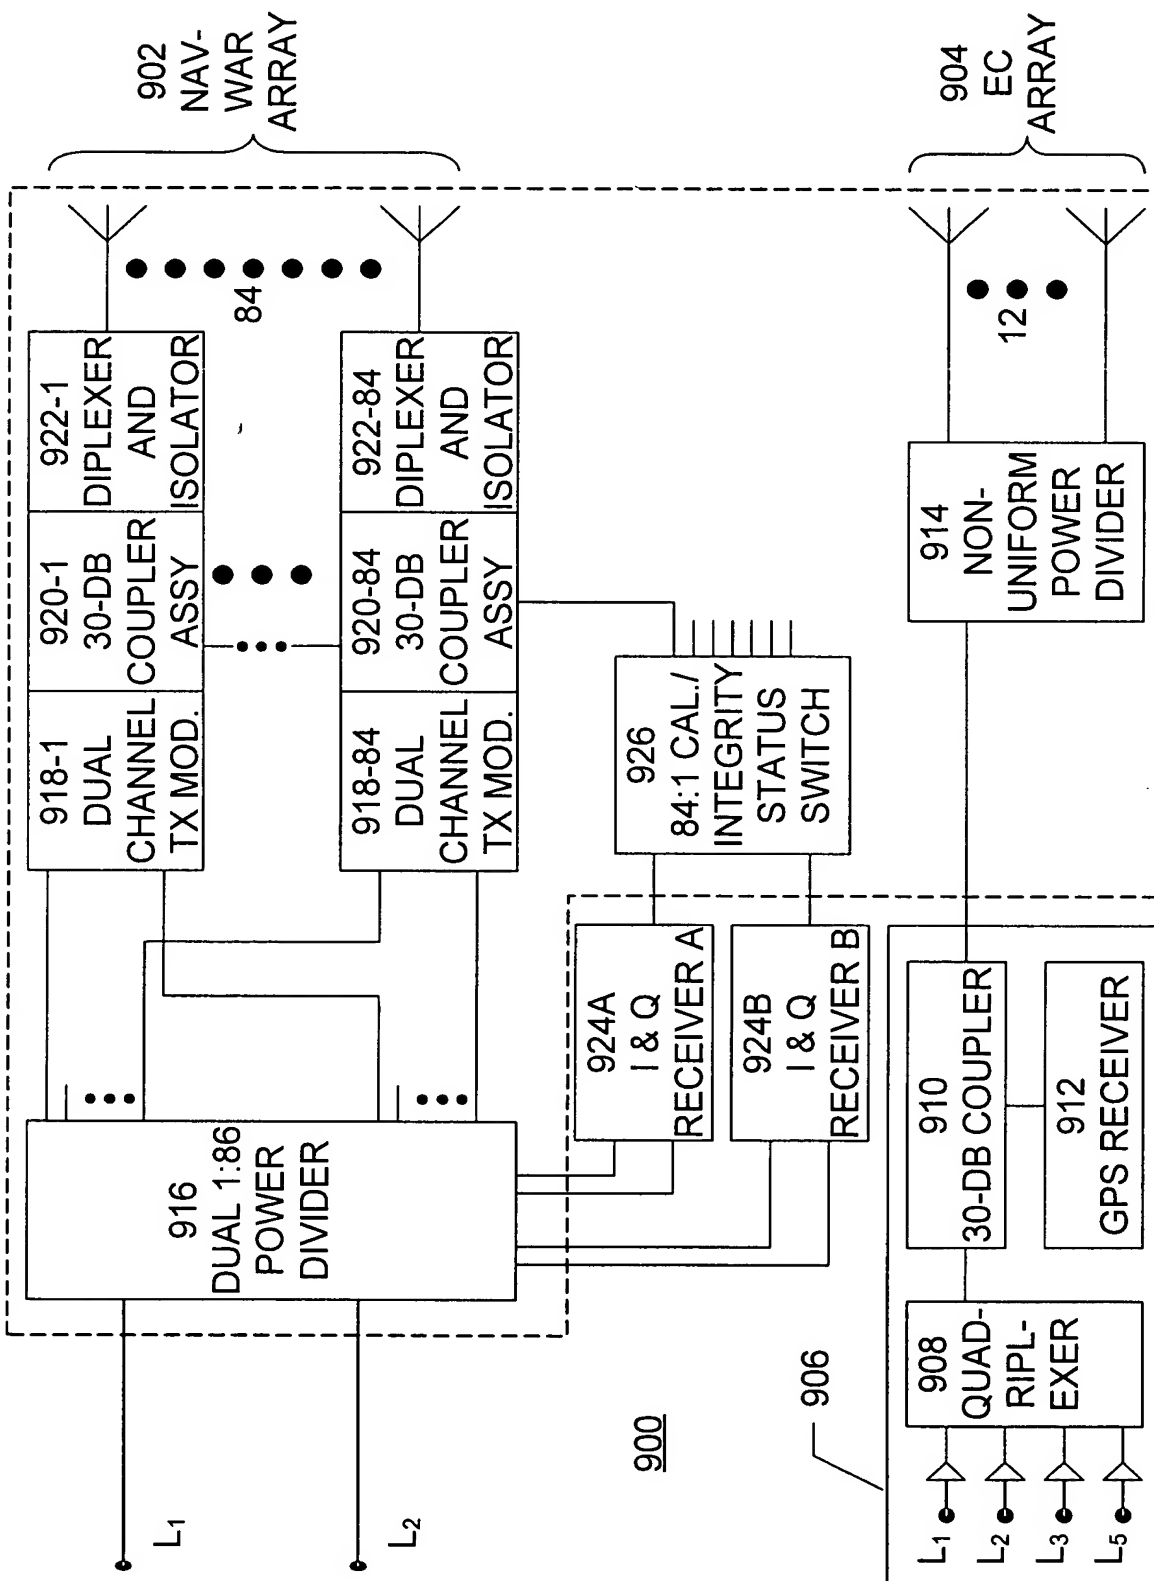 902
NAV-
WAR
ARRAY
904
EC
ARRAY
84
12
922-1
DIPLEXER
AND
ISOLATOR
922-84
DIPLEXER
AND
ISOLATOR
920-1
30-DB
COUPLER
ASSY
920-84
30-DB
COUPLER
ASSY
918-1
DUAL
CHANNEL
TX MOD.
918-84
DUAL
CHANNEL
TX MOD.
926
84:1 CAL./
INTEGRITY
STATUS
SWITCH
914
NON-
UNIFORM
POWER
DIVIDER
916
DUAL 1:86
POWER
DIVIDER
924A
I & Q
RECEIVER A
924B
I & Q
RECEIVER B
910
30-DB COUPLER
912
GPS RECEIVER
908
QUAD-
RIPL-
EXER
906
900
L1
L2
L1
L2
L3
L5